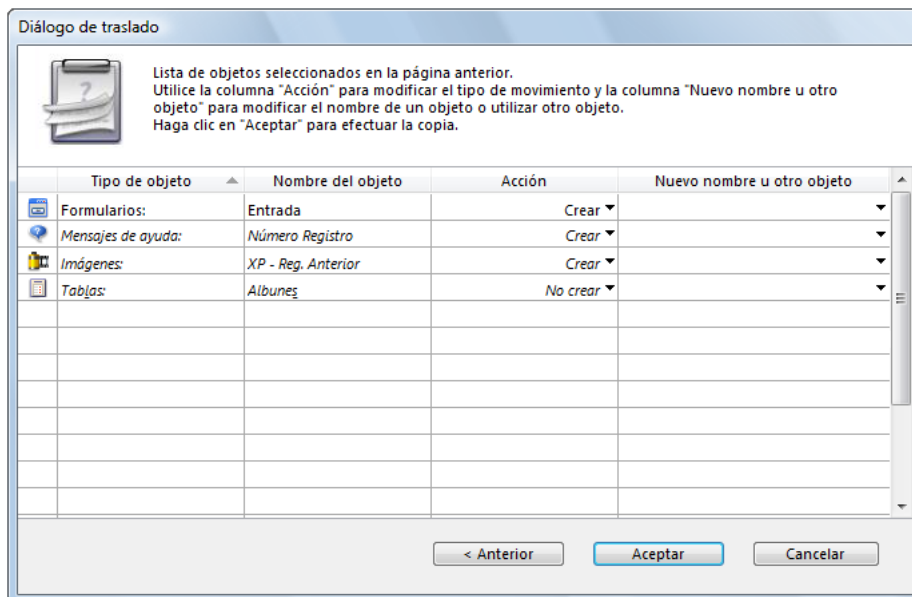 Diálogo de traslado
Lista de objetos seleccionados en la página anterior.
Utilice la columna "Acción" para modificar el tipo de movimiento y la columna "Nuevo nombre u otro
objeto" para modificar el nombre de un objeto o utilizar otro objeto.
Haga clic en "Aceptar" para efectuar la copia.
Tipo de objeto Nombre del objeto Acción Nuevo nombre u otro objeto
Formularios: Entrada Crear
Mensajes de ayuda: Número Registro Crear
Imágenes: XP - Reg. Anterior Crear
Tablas: Albunes No crear
< Anterior Aceptar Cancelar